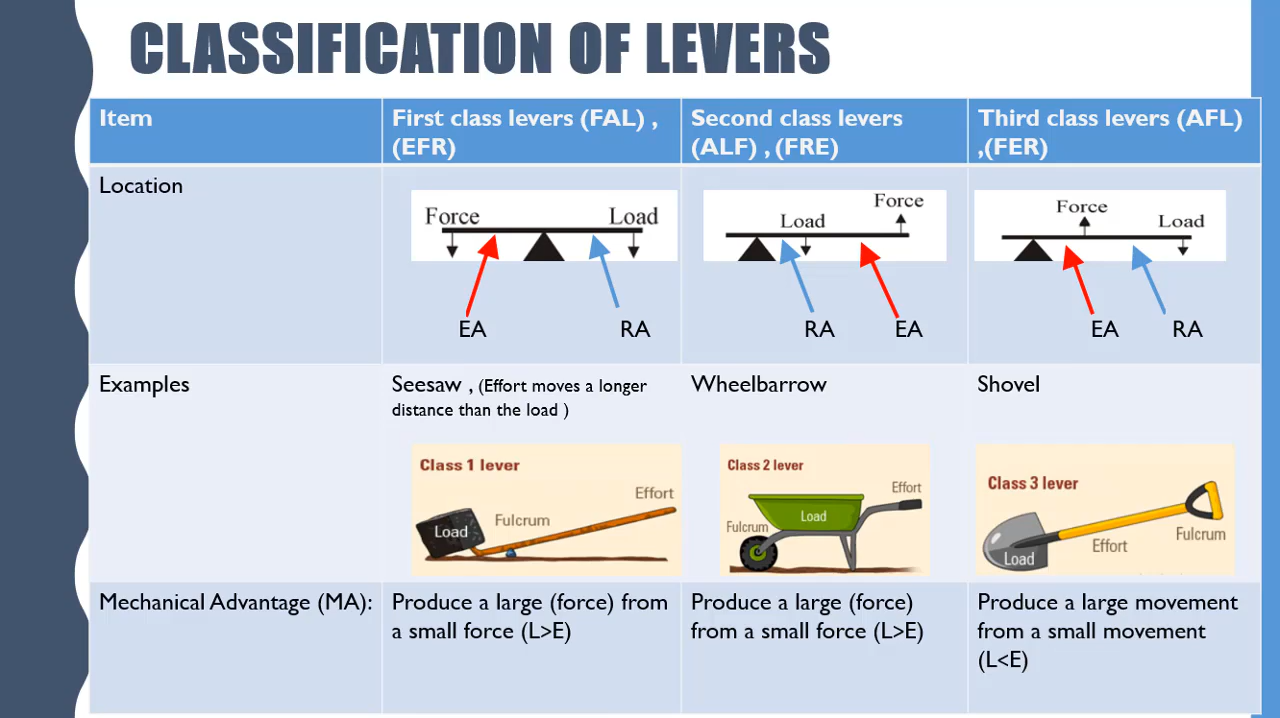 CLASSIFICATION OF LEVERS
Item
First class levers (FAL) ,
(EFR)
Second class levers
(ALF) , (FRE)
Third class levers (AFL)
,(FER)
Location
Force
Load
EA
RA
Load
Force
RA
EA
Force
Load
EA
RA
Examples
Seesaw , (Effort moves a longer
distance than the load )
Class 1 lever
Effort
Fulcrum
Load
Wheelbarrow
Class 2 lever
Effort
Load
Fulcrum
Shovel
Class 3 lever
Fulcrum
Effort
Load
Mechanical Advantage (MA):
Produce a large (force) from
a small force (L>E)
Produce a large (force)
from a small force (L>E)
Produce a large movement
from a small movement
(L<E)